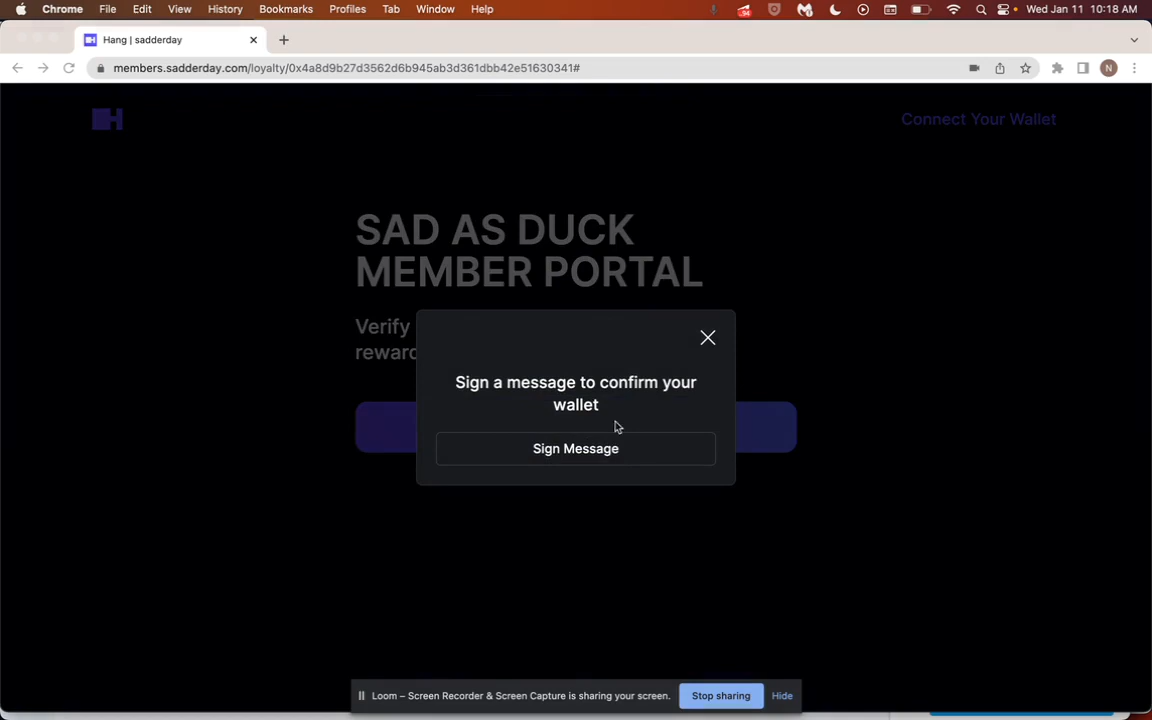 Chrome File Edit View History Bookmarks Profiles Tab Window Help 94 Wed Jan 11 10:18 AM
Hang | sadderday
members.sadderday.com/loyalty/0x4a8d9b27d3562d6b945ab3d361dbb42e51630341# N
Connect Your Wallet
SAD AS DUCK
MEMBER PORTAL
Verify
reward
Sign a message to confirm your
wallet
Sign Message
Loom – Screen Recorder & Screen Capture is sharing your screen. Stop sharing Hide